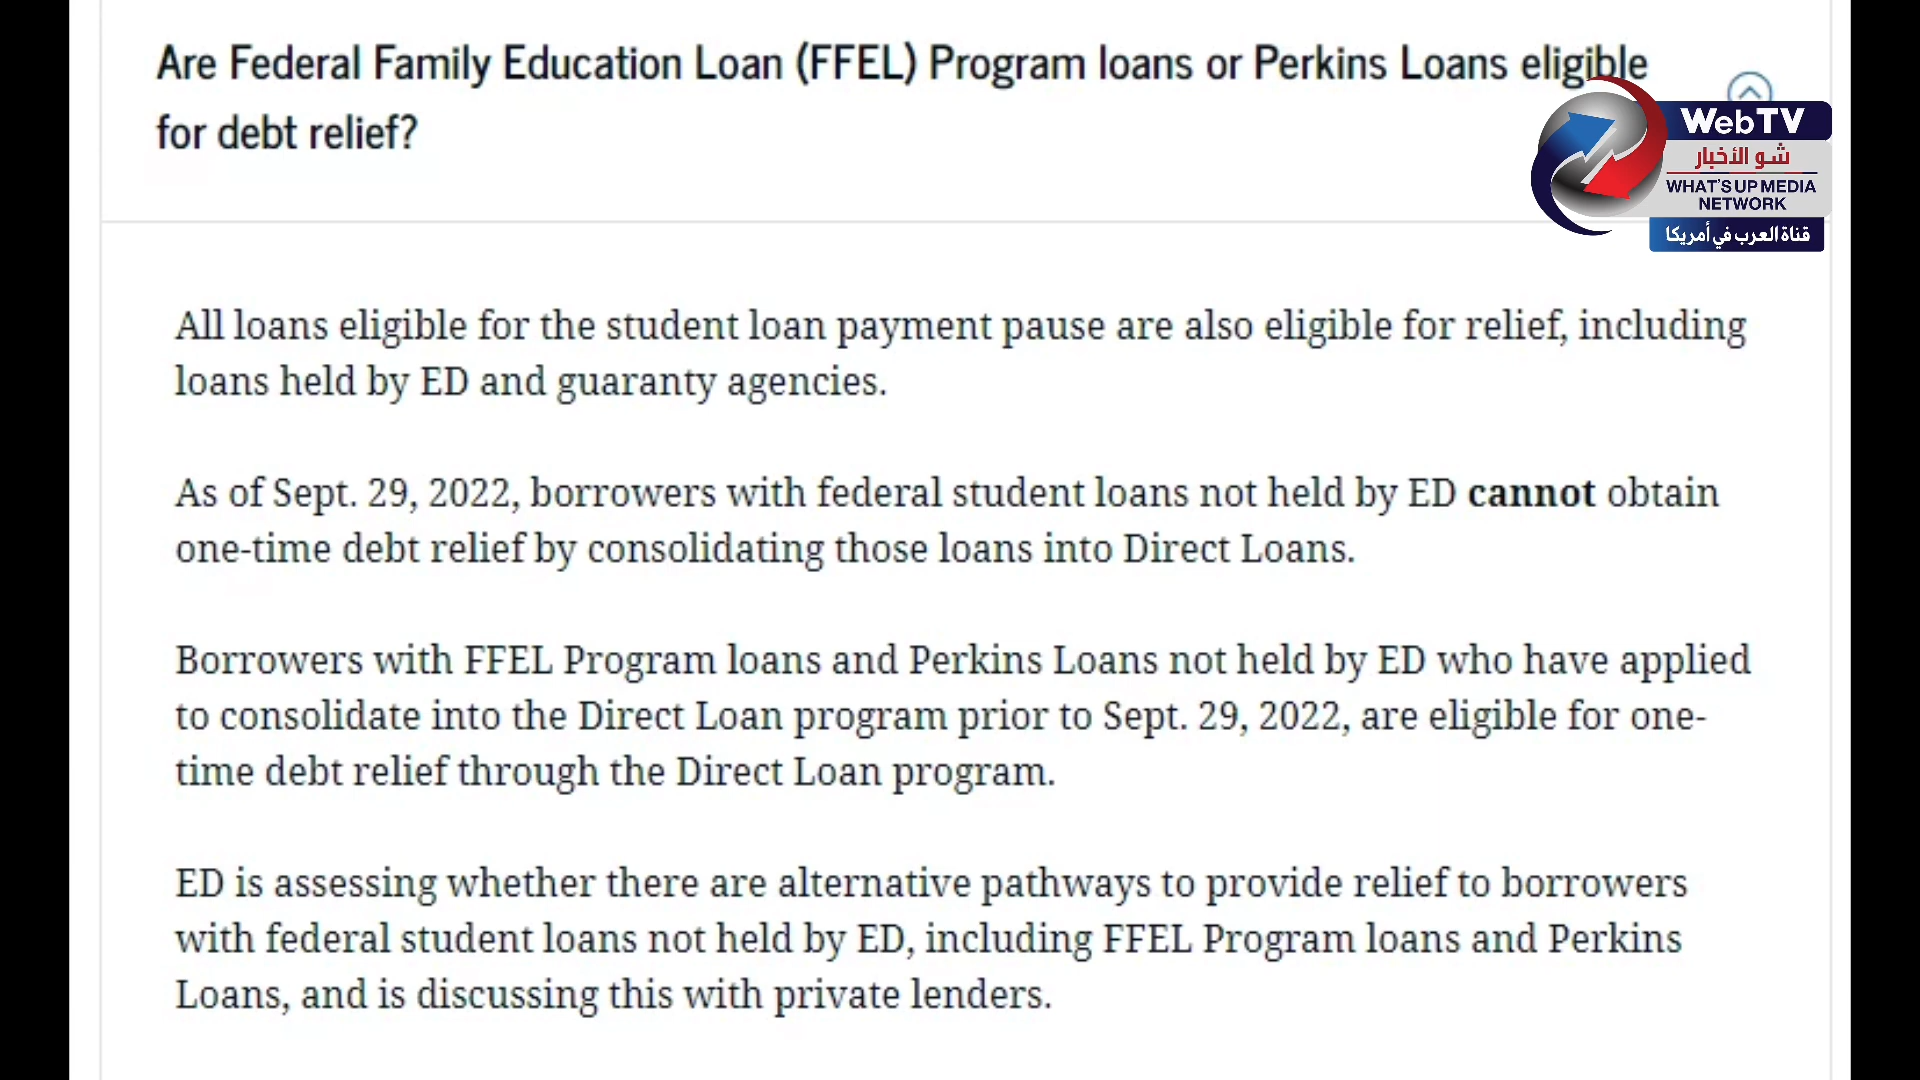 Are Federal Family Education Loan (FFEL) Program loans or Perkins Loans eligible
for debt relief?
WebTV
شو الأخبار
WHAT'S UP MEDIA
NETWORK
قناة العرب في أمريكا
All loans eligible for the student loan payment pause are also eligible for relief, including
loans held by ED and guaranty agencies.
As of Sept. 29, 2022, borrowers with federal student loans not held by ED cannot obtain
one-time debt relief by consolidating those loans into Direct Loans.
Borrowers with FFEL Program loans and Perkins Loans not held by ED who have applied
to consolidate into the Direct Loan program prior to Sept. 29, 2022, are eligible for one-
time debt relief through the Direct Loan program.
ED is assessing whether there are alternative pathways to provide relief to borrowers
with federal student loans not held by ED, including FFEL Program loans and Perkins
Loans, and is discussing this with private lenders.